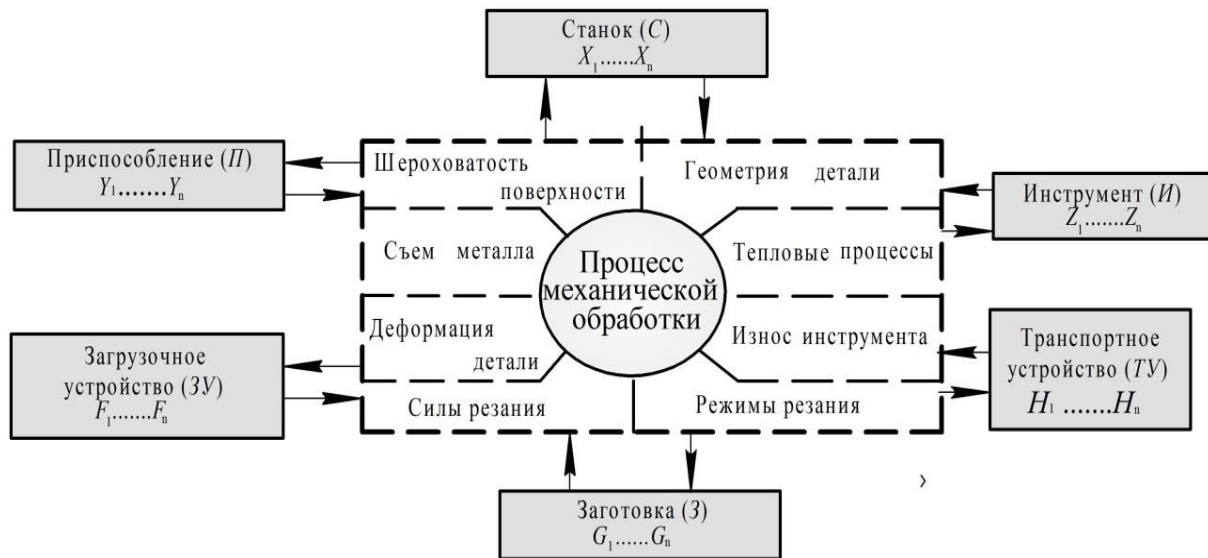 Станок (С)
X1......Xn
Приспособление (П)
Y1.......Yn
Шероховатость
поверхности
Геометрия детали
Инструмент (И)
Z1.......Zn
Съем металла
Процесс
механической
обработки
Тепловые процессы
Деформация
детали
Износ инструмента
Загрузочное
устройство (ЗУ)
F1.......Fn
Транспортное
устройство (ТУ)
H1 .......Hn
Силы резания
Режимы резания
Заготовка (З)
G1......Gn